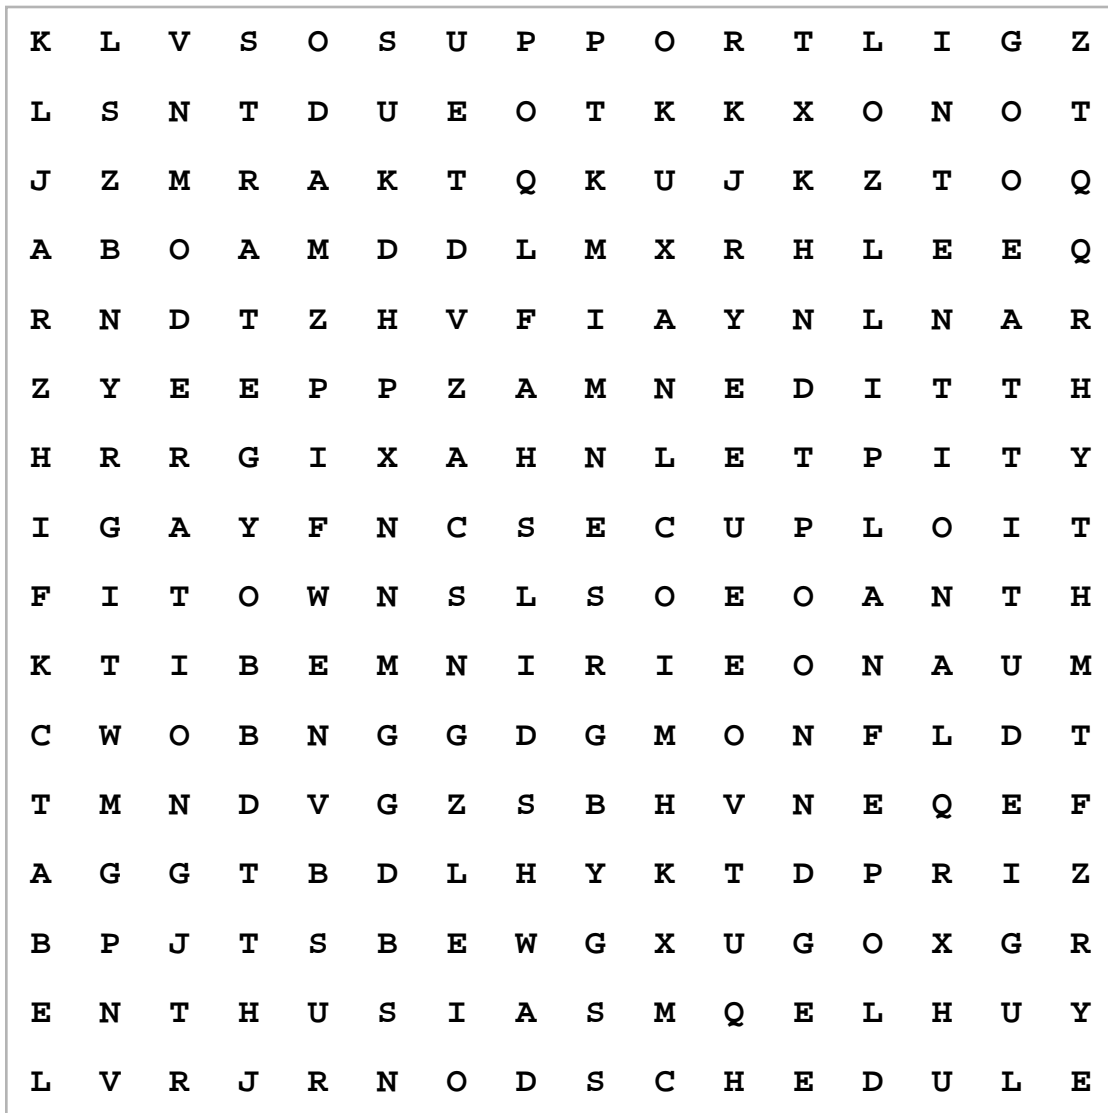 K L V S O S U P P O R T L I G Z
L S N T D U E O T K K X O N O T
J Z M R A K T Q K U J K Z T O Q
A B O A M D D L M X R H L E E Q
R N D T Z H V F I A Y N L N A R
Z Y E E P P Z A M N E D I T T H
H R R G I X A H N L E T P I T Y
I G A Y F N C S E C U P L O I T
F I T O W N S L S O E O A N T H
K T I B E M N I R I E O N A U M
C W O B N G G D G M O N F L D T
T M N D V G Z S B H V N E Q E F
A G G T B D L H Y K T D P R I Z
B P J T S B E W G X U G O X G R
E N T H U S I A S M Q E L H U Y
L V R J R N O D S C H E D U L E